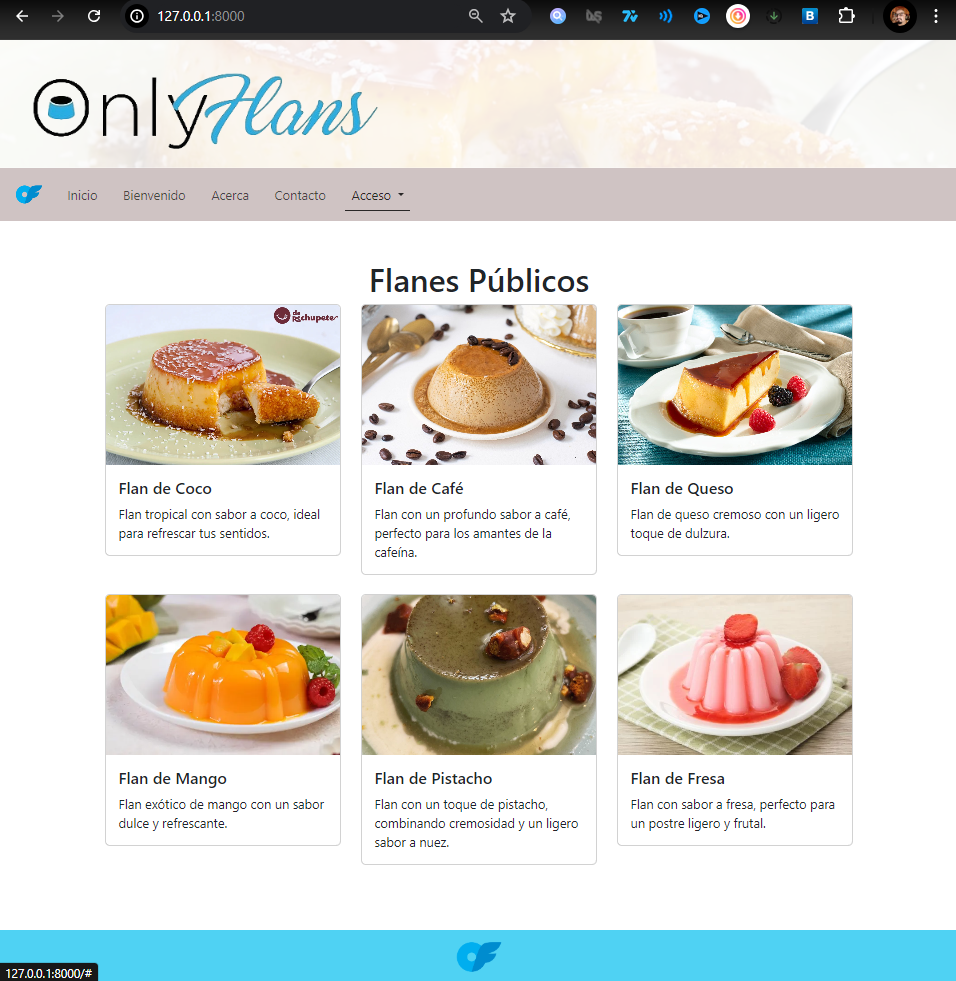 127.0.0.1:8000
OnlyFlans
Inicio Bienvenido Acerca Contacto Acceso
Flanes Públicos
de Rechupete
Flan de Coco
Flan tropical con sabor a coco, ideal
para refrescar tus sentidos.
Flan de Café
Flan con un profundo sabor a café,
perfecto para los amantes de la
cafeína.
Flan de Queso
Flan de queso cremoso con un ligero
toque de dulzura.
Flan de Mango
Flan exótico de mango con un sabor
dulce y refrescante.
Flan de Pistacho
Flan con un toque de pistacho,
combinando cremosidad y un ligero
sabor a nuez.
Flan de Fresa
Flan con sabor a fresa, perfecto para
un postre ligero y frutal.
127.0.0.1:8000/#